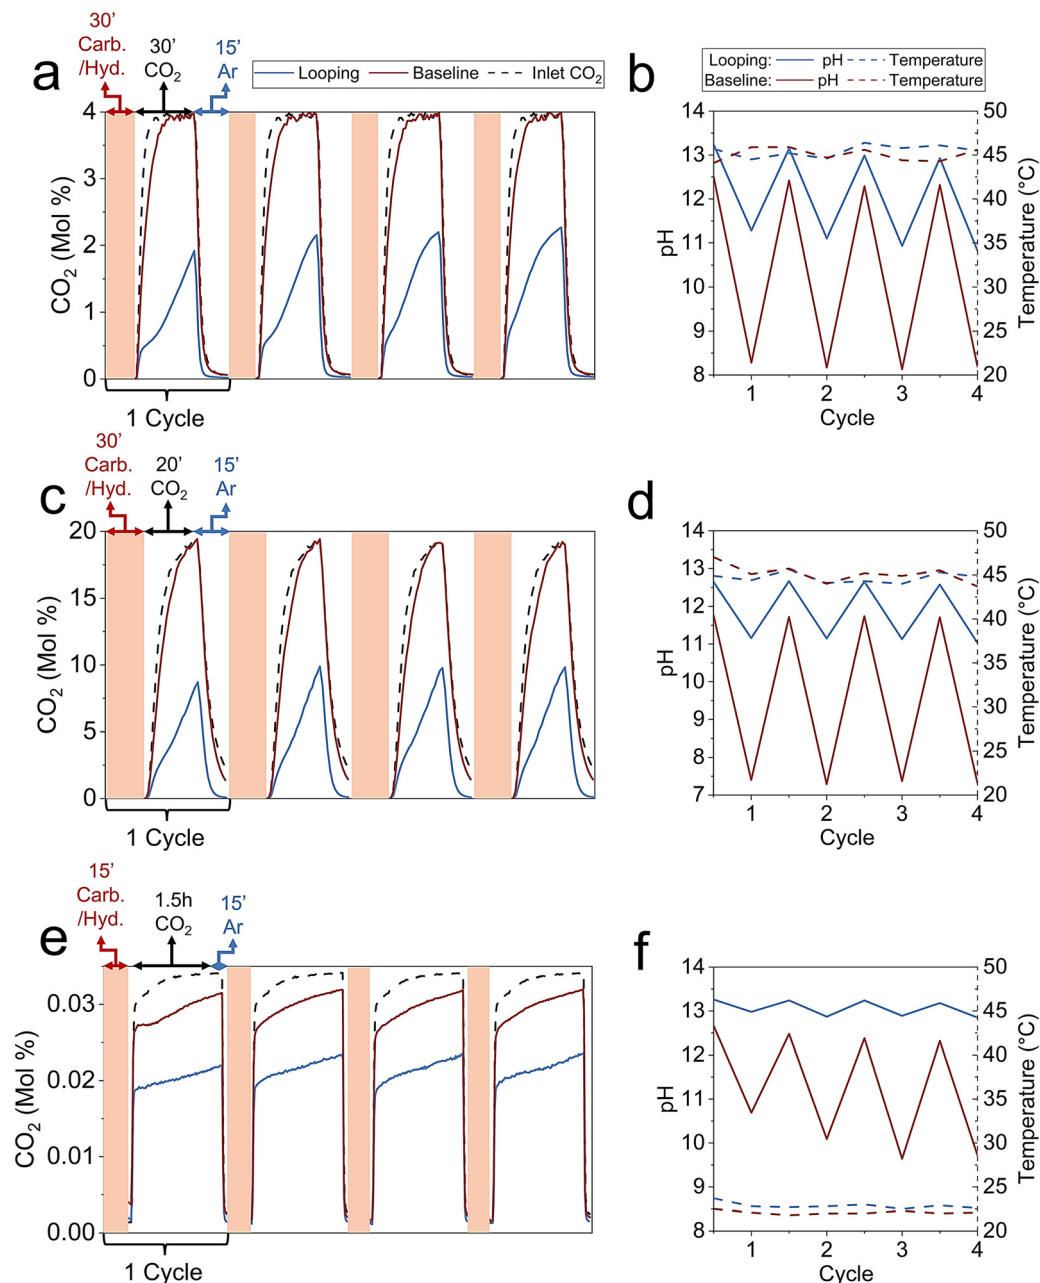 30'
Carb.
/Hyd.
30'
CO2
15'
Ar
a
Looping Baseline Inlet CO2
4
3
2
1
0
CO2 (Mol %)
1 Cycle
b
Looping: pH Temperature
Baseline: pH Temperature
14
13
12
11
10
9
8
pH
50
45
40
35
30
25
20
Temperature (°C)
1 2 3 4
Cycle
30'
Carb.
/Hyd.
20'
CO2
15'
Ar
c
20
15
10
5
0
CO2 (Mol %)
1 Cycle
d
14
13
12
11
10
9
8
7
pH
50
45
40
35
30
25
20
Temperature (°C)
1 2 3 4
Cycle
15'
Carb.
/Hyd.
1.5h
CO2
15'
Ar
e
0.03
0.02
0.01
0.00
CO2 (Mol %)
1 Cycle
f
14
13
12
11
10
9
8
pH
50
45
40
35
30
25
20
Temperature (°C)
1 2 3 4
Cycle